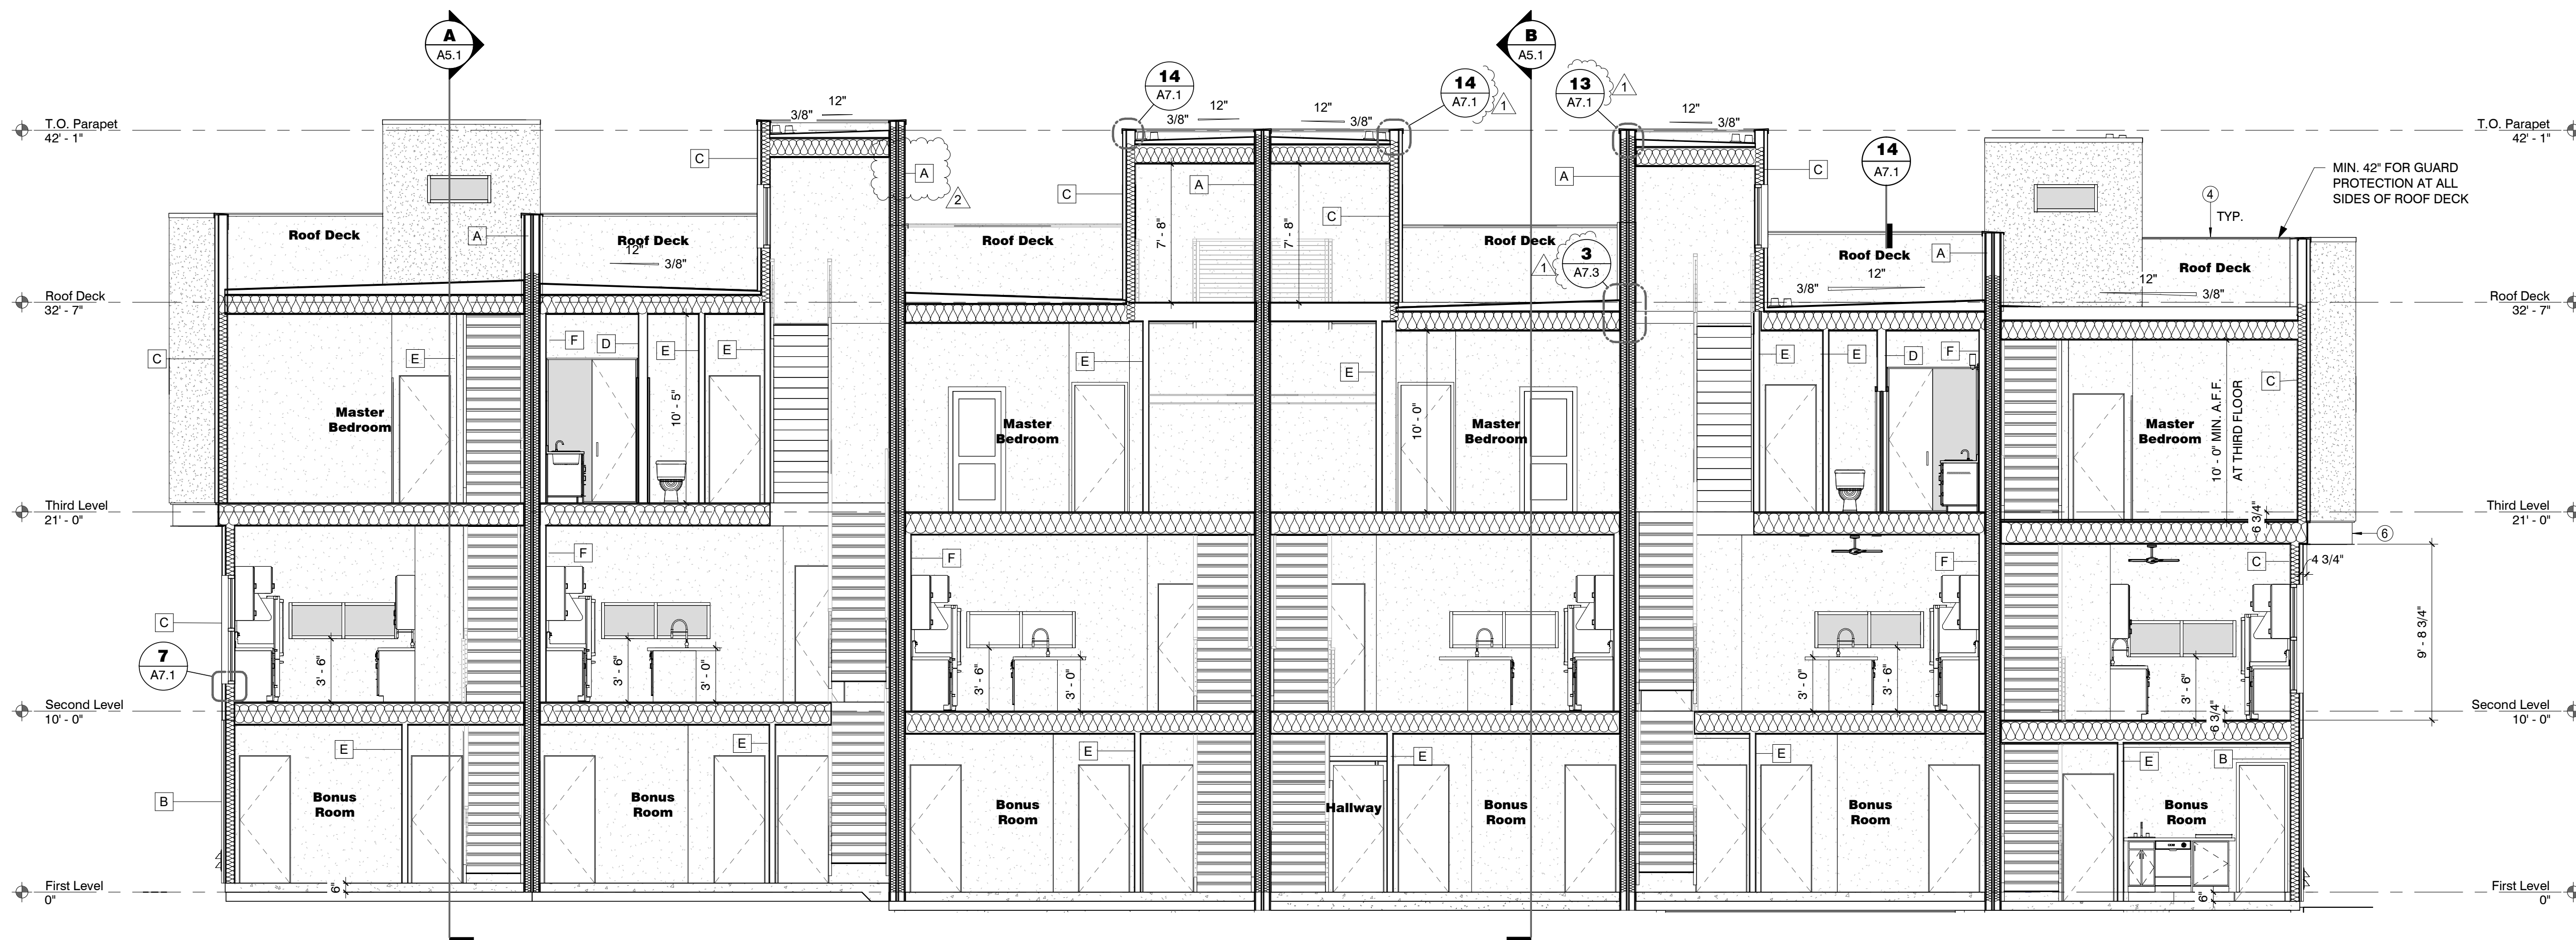 A
A5.1
B
A5.1
14
A7.1
14
A7.1
1
13
A7.1
1
12"
3/8"
12"
3/8"
12"
3/8"
12"
3/8"
T.O. Parapet
42' - 1"
T.O. Parapet
42' - 1"
14
A7.1
C
A
2
C
A
C
A
C
4
TYP.
MIN. 42" FOR GUARD
PROTECTION AT ALL
SIDES OF ROOF DECK
Roof Deck
A
Roof Deck
12"
3/8"
Roof Deck
7' - 8"
7' - 8"
Roof Deck
1
3
A7.3
Roof Deck
12"
3/8"
A
Roof Deck
12"
3/8"
Roof Deck
32' - 7"
Roof Deck
32' - 7"
C
E
F
D
E
E
10' - 5"
E
E
10' - 0"
E
E
D
F
C
10' - 0" MIN. A.F.F.
AT THIRD FLOOR
Master
Bedroom
Master
Bedroom
Master
Bedroom
Master
Bedroom
Third Level
21' - 0"
6 3/4"
Third Level
21' - 0"
6
F
F
F
C
4 3/4"
9' - 8 3/4"
C
7
A7.1
3' - 6"
3' - 6"
3' - 0"
3' - 6"
3' - 0"
3' - 0"
3' - 6"
3' - 6"
Second Level
10' - 0"
6 3/4"
Second Level
10' - 0"
E
E
E
E
E
E
B
B
Bonus
Room
Bonus
Room
Bonus
Room
Hallway
Bonus
Room
Bonus
Room
Bonus
Room
First Level
0"
6"
6"
First Level
0"